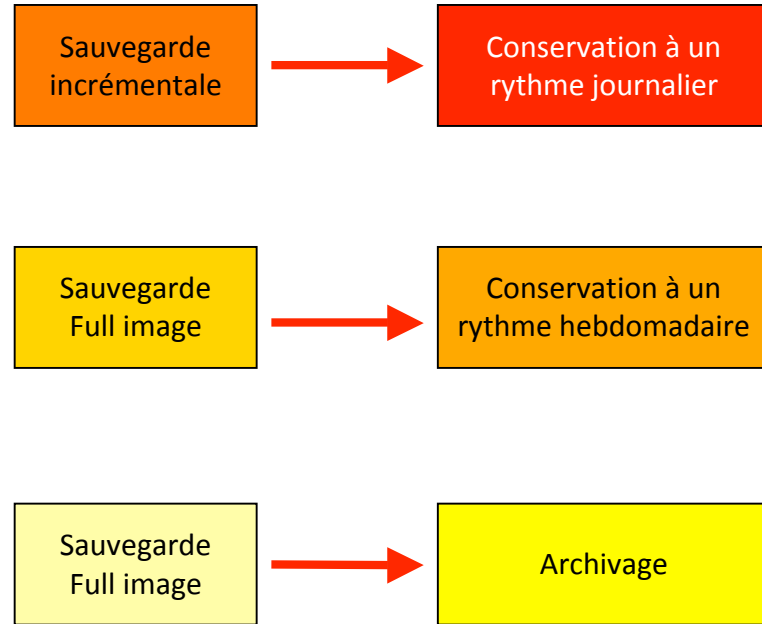 Sauvegarde
incrémentale
Conservation à un
rythme journalier
Sauvegarde
Full image
Conservation à un
rythme hebdomadaire
Sauvegarde
Full image
Archivage